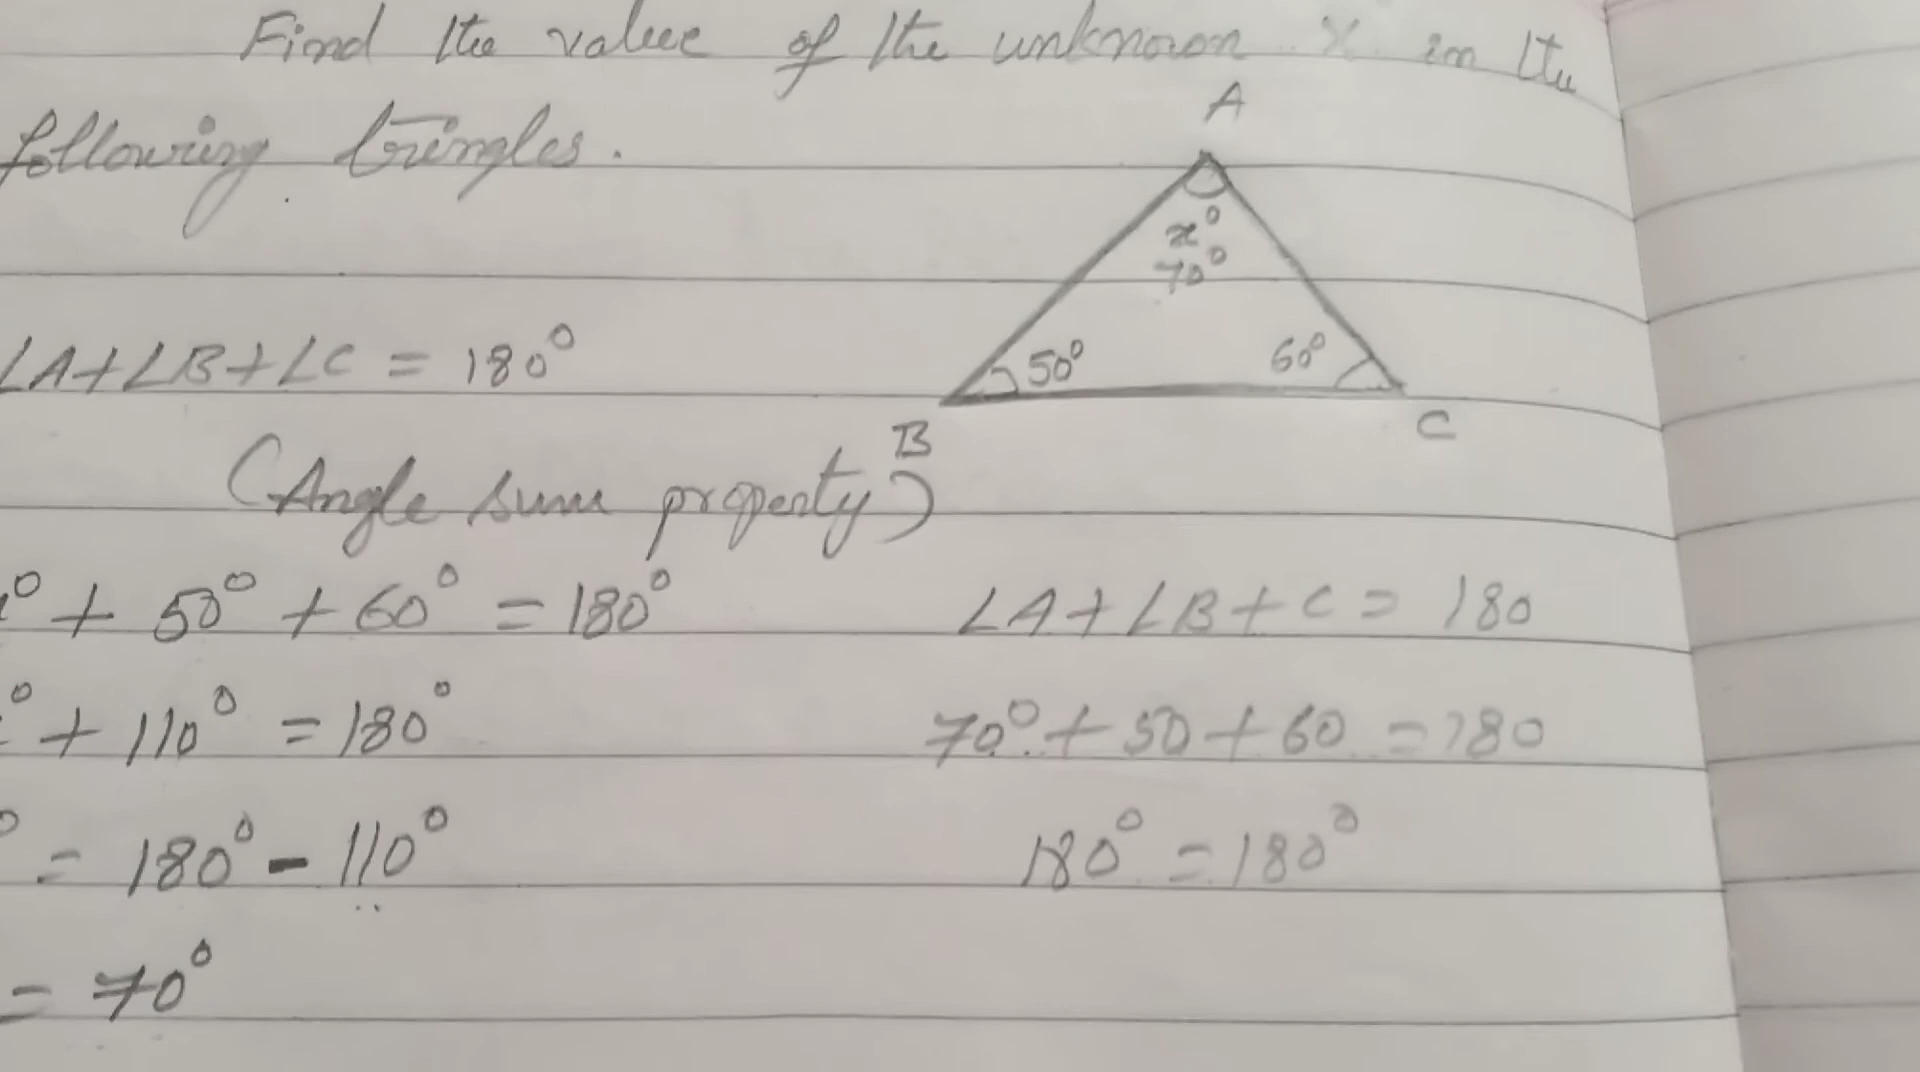 Find the value of the unknown x in the
following tringles.
A
x°
70°
50°
60°
B
C
∠A+∠B+∠C = 180°
(Angle sum property)
° + 50° + 60° = 180°
° + 110° = 180°
° = 180° - 110°
= 70°
∠A+∠B+C= 180
70°+50+60 =180
180° = 180°